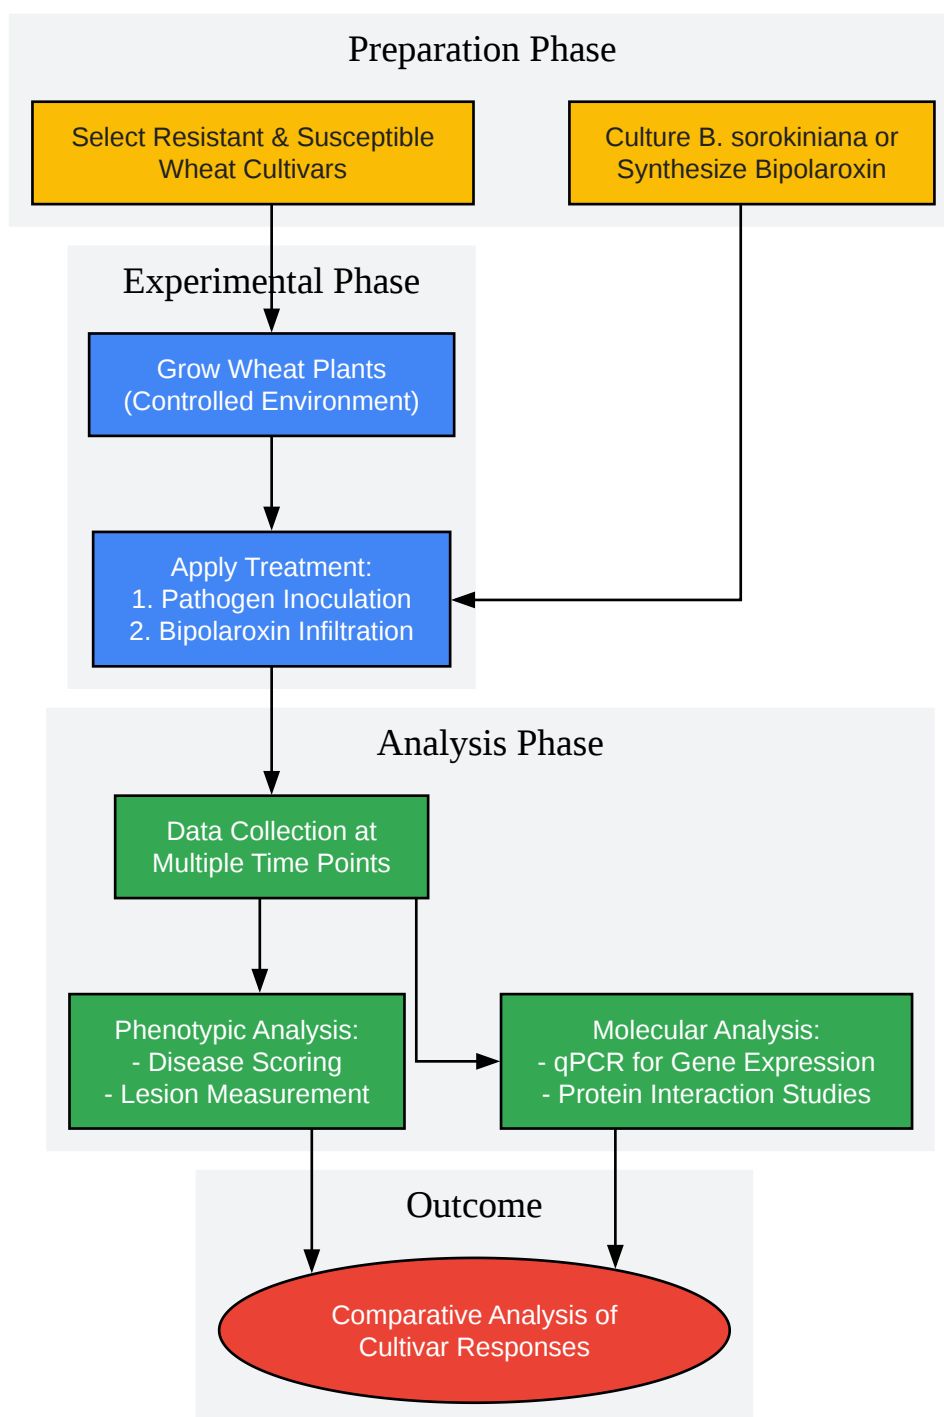 Preparation Phase
Select Resistant & Susceptible
Wheat Cultivars
Culture B. sorokiniana or
Synthesize Bipolaroxin
Experimental Phase
Grow Wheat Plants
(Controlled Environment)
Apply Treatment:
1. Pathogen Inoculation
2. Bipolaroxin Infiltration
Analysis Phase
Data Collection at
Multiple Time Points
Phenotypic Analysis:
- Disease Scoring
- Lesion Measurement
Molecular Analysis:
- qPCR for Gene Expression
- Protein Interaction Studies
Outcome
Comparative Analysis of
Cultivar Responses